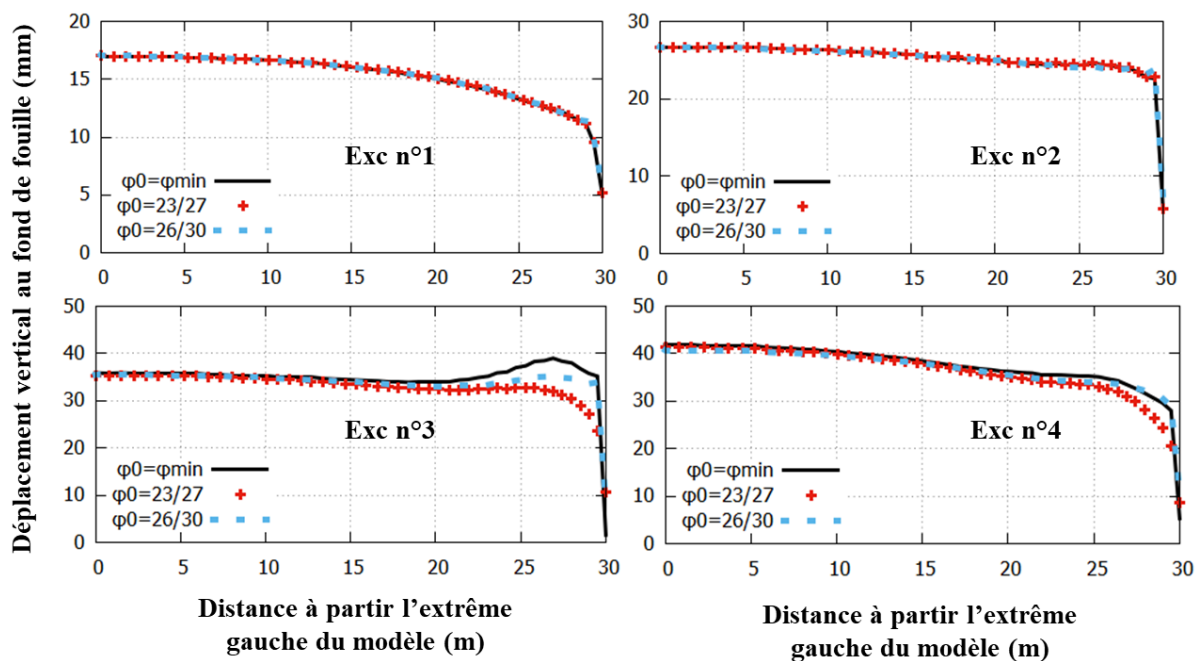 Déplacement vertical au fond de fouille (mm)
20
15
10
5
0
Exc n°1
φ0=φmin
φ0=23/27
φ0=26/30
0 5 10 15 20 25 30
30
20
10
0
Exc n°2
φ0=φmin
φ0=23/27
φ0=26/30
0 5 10 15 20 25 30
50
40
30
20
10
0
Exc n°3
φ0=φmin
φ0=23/27
φ0=26/30
0 5 10 15 20 25 30
Distance à partir l’extrême
gauche du modèle (m)
50
40
30
20
10
0
Exc n°4
φ0=φmin
φ0=23/27
φ0=26/30
0 5 10 15 20 25 30
Distance à partir l’extrême
gauche du modèle (m)